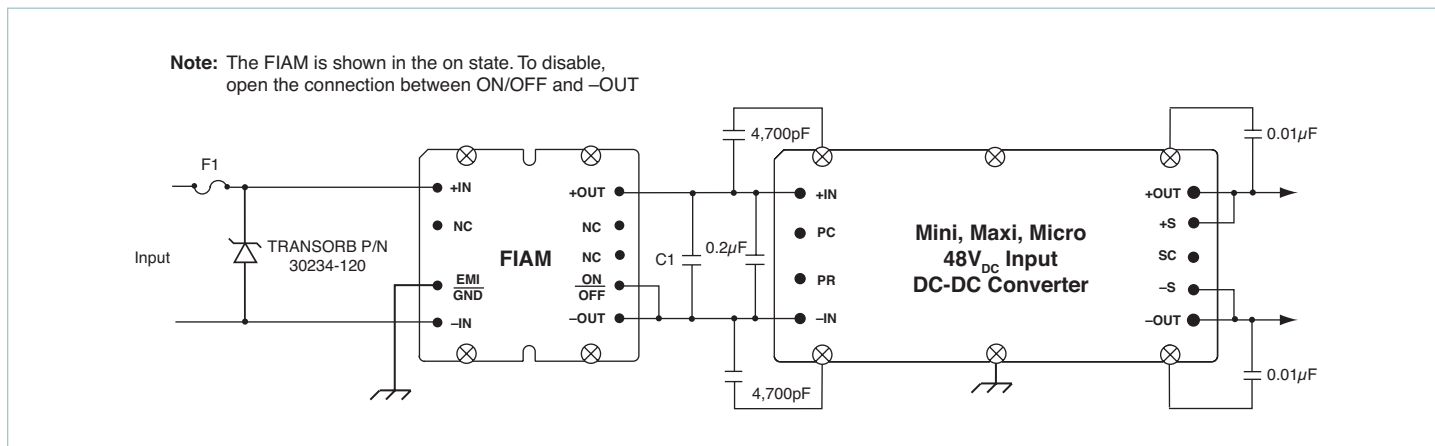 Note: The FIAM is shown in the on state. To disable,
open the connection between ON/OFF and –OUT
F1
Input
TRANSORB P/N
30234-120
+IN
NC
EMI
GND
–IN
FIAM
+OUT
NC
NC
ON
OFF
–OUT
C1
0.2µF
4,700pF
4,700pF
+IN
PC
PR
–IN
Mini, Maxi, Micro
48VDC Input
DC-DC Converter
+OUT
+S
SC
–S
–OUT
0.01µF
0.01µF